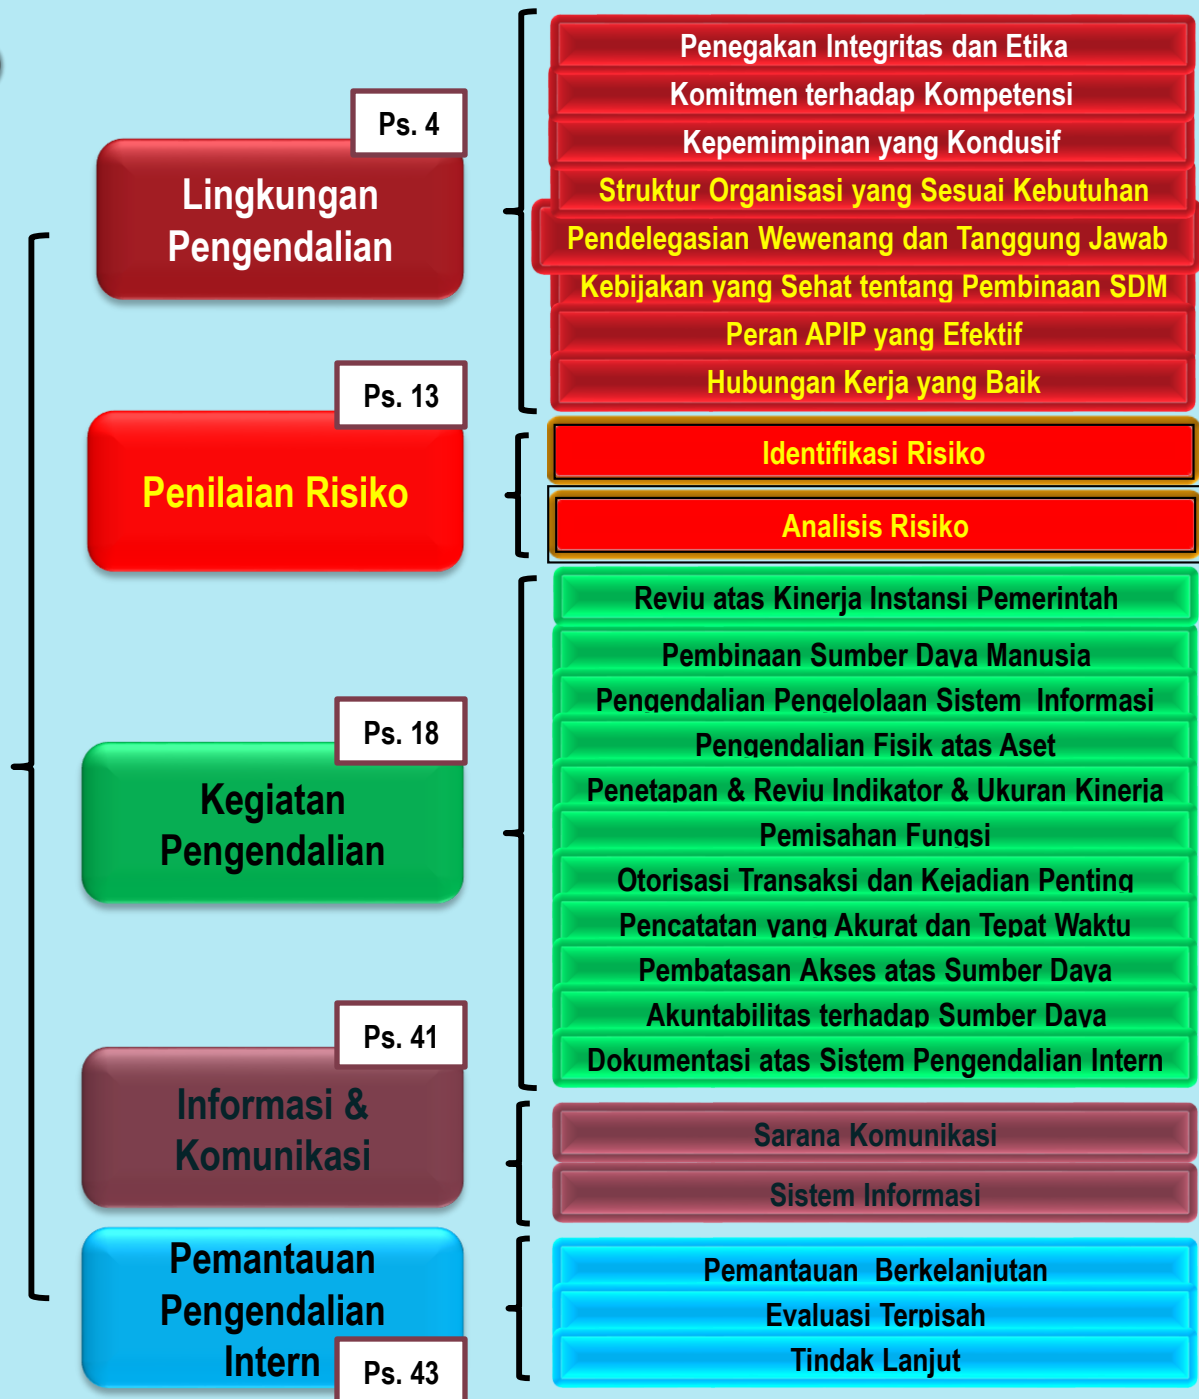 Ps. 4
Lingkungan
Pengendalian
Penegakan Integritas dan Etika
Komitmen terhadap Kompetensi
Kepemimpinan yang Kondusif
Struktur Organisasi yang Sesuai Kebutuhan
Pendelegasian Wewenang dan Tanggung Jawab
Kebijakan yang Sehat tentang Pembinaan SDM
Peran APIP yang Efektif
Hubungan Kerja yang Baik
Ps. 13
Penilaian Risiko
Identifikasi Risiko
Analisis Risiko
Ps. 18
Kegiatan
Pengendalian
Reviu atas Kinerja Instansi Pemerintah
Pembinaan Sumber Daya Manusia
Pengendalian Pengelolaan Sistem Informasi
Pengendalian Fisik atas Aset
Penetapan & Reviu Indikator & Ukuran Kinerja
Pemisahan Fungsi
Otorisasi Transaksi dan Kejadian Penting
Pencatatan yang Akurat dan Tepat Waktu
Pembatasan Akses atas Sumber Daya
Akuntabilitas terhadap Sumber Daya
Dokumentasi atas Sistem Pengendalian Intern
Ps. 41
Informasi &
Komunikasi
Sarana Komunikasi
Sistem Informasi
Pemantauan
Pengendalian
Intern
Ps. 43
Pemantauan Berkelanjutan
Evaluasi Terpisah
Tindak Lanjut